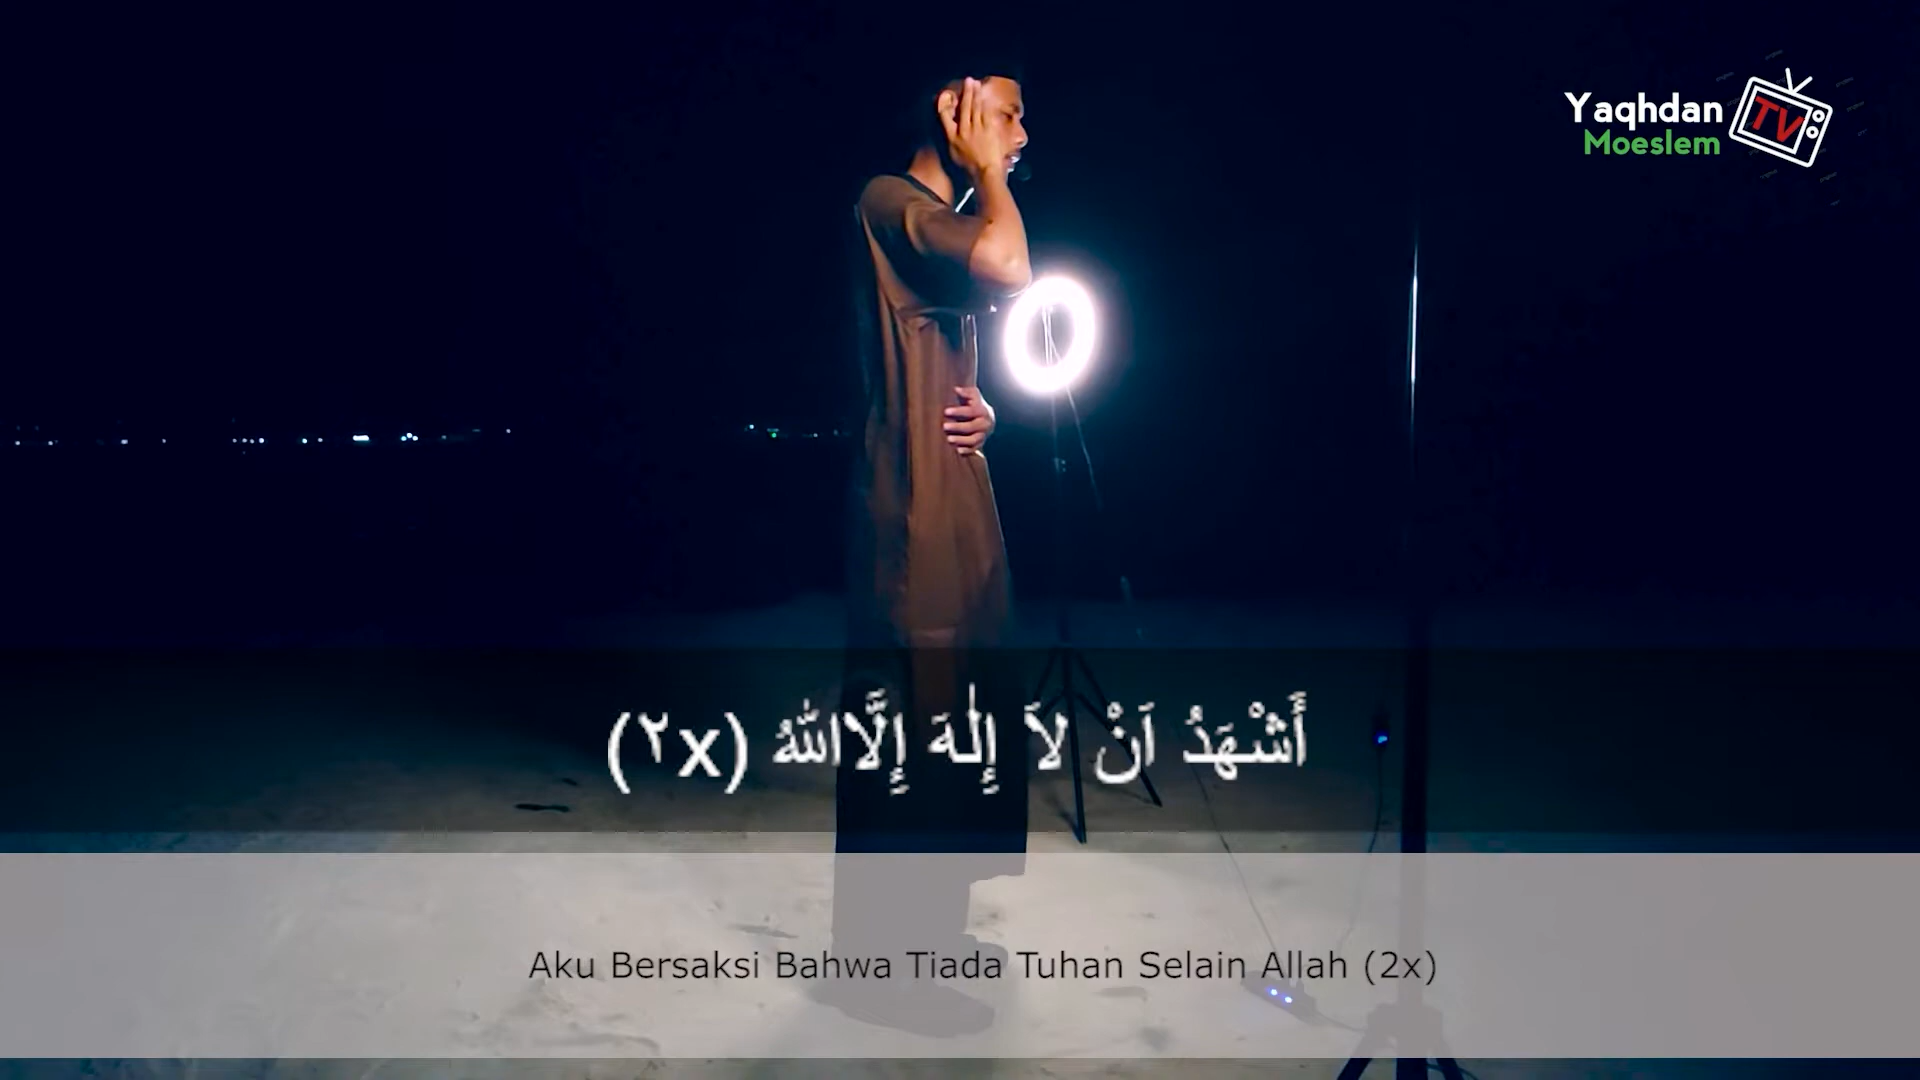 Yaqhdan
Moeslem
TV
أَشْهَدُ اَنْ لاَ إِلٰهَ إِلَّااللهُ (٢x)
Aku Bersaksi Bahwa Tiada Tuhan Selain Allah (2x)